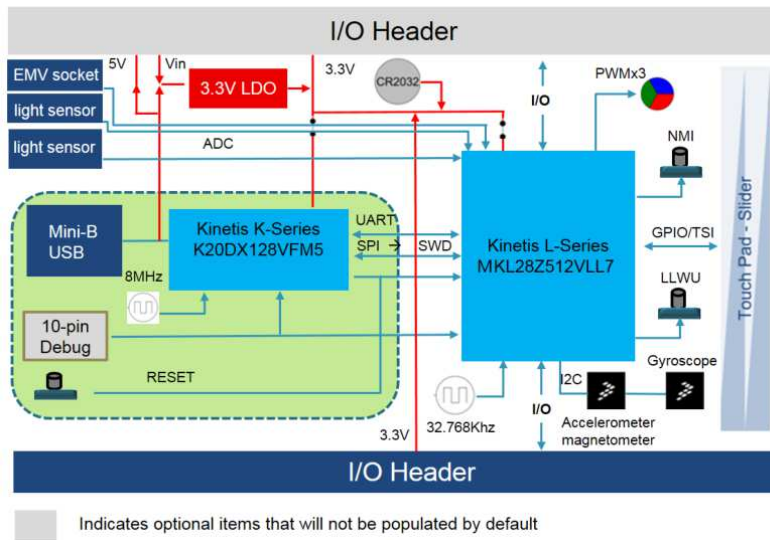 I/O Header
5V
Vin
3.3V
CR2032
I/O
PWMx3
EMV socket
3.3V LDO
light sensor
light sensor
ADC
NMI
Mini-B
USB
Kinetis K-Series
K20DX128VFM5
UART
SPI
SWD
Kinetis L-Series
MKL28Z512VLL7
GPIO/TSI
Touch Pad - Slider
8MHz
LLWU
10-pin
Debug
RESET
I2C
Gyroscope
32.768Khz
I/O
Accelerometer
magnetometer
3.3V
I/O Header
Indicates optional items that will not be populated by default